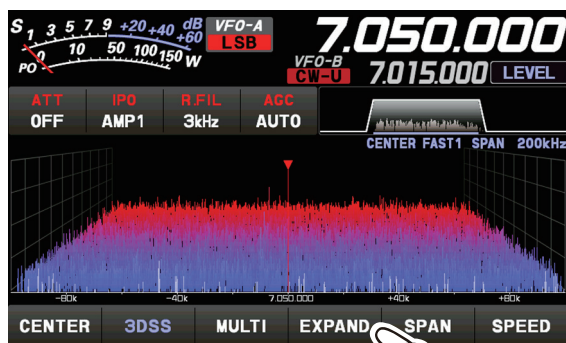 S 1 3 5 7 9 +20 +40 +60 dB
PO 0 10 50 100 150 W
VFO-A
LSB
7.050.000
VFO-B
CW-U
7.015.000
LEVEL
ATT IPO R.FIL AGC
OFF AMP1 3kHz AUTO
CENTER FAST1 SPAN 200kHz
-80k -40k 7.050.000 +40k +80k
CENTER 3DSS MULTI EXPAND SPAN SPEED